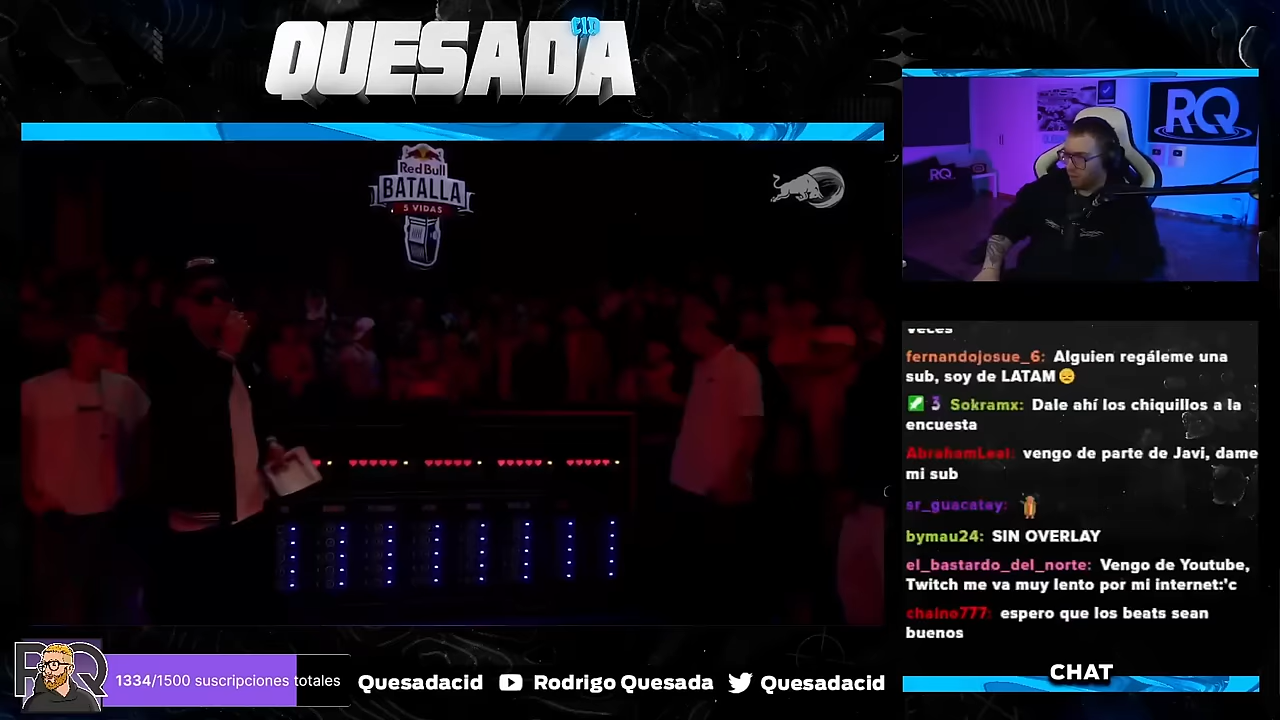 QUESADA
CID
Red Bull
BATALLA
5 VIDAS
RQ
RQ
veces
fernandojosue_6: Alguien regáleme una
sub, soy de LATAM
3 Sokramx: Dale ahí los chiquillos a la
encuesta
AbrahamLeal: vengo de parte de Javi, dame
mi sub
sr_guacatay:
bymau24: SIN OVERLAY
el_bastardo_del_norte: Vengo de Youtube,
Twitch me va muy lento por mi internet:'c
chaino777: espero que los beats sean
buenos
CHAT
RQ
1334/1500 suscripciones totales
Quesadacid
Rodrigo Quesada
Quesadacid